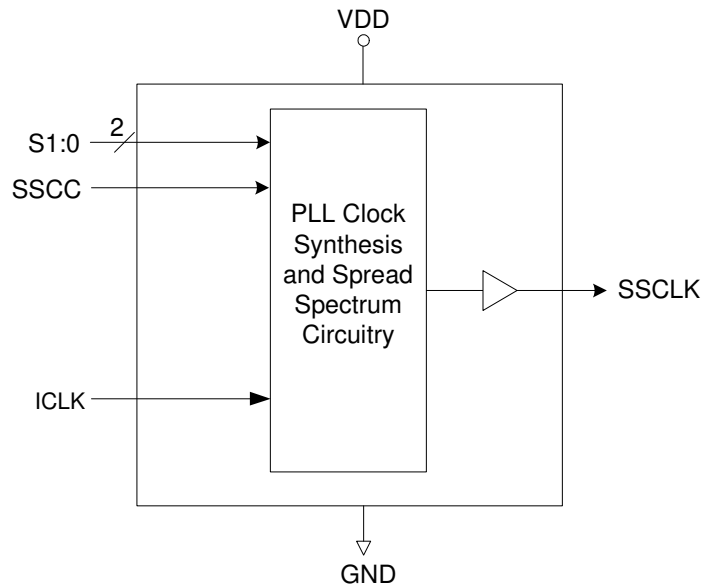 VDD
2
S1:0
SSCC
PLL Clock
Synthesis
and Spread
Spectrum
Circuitry
SSCLK
ICLK
GND